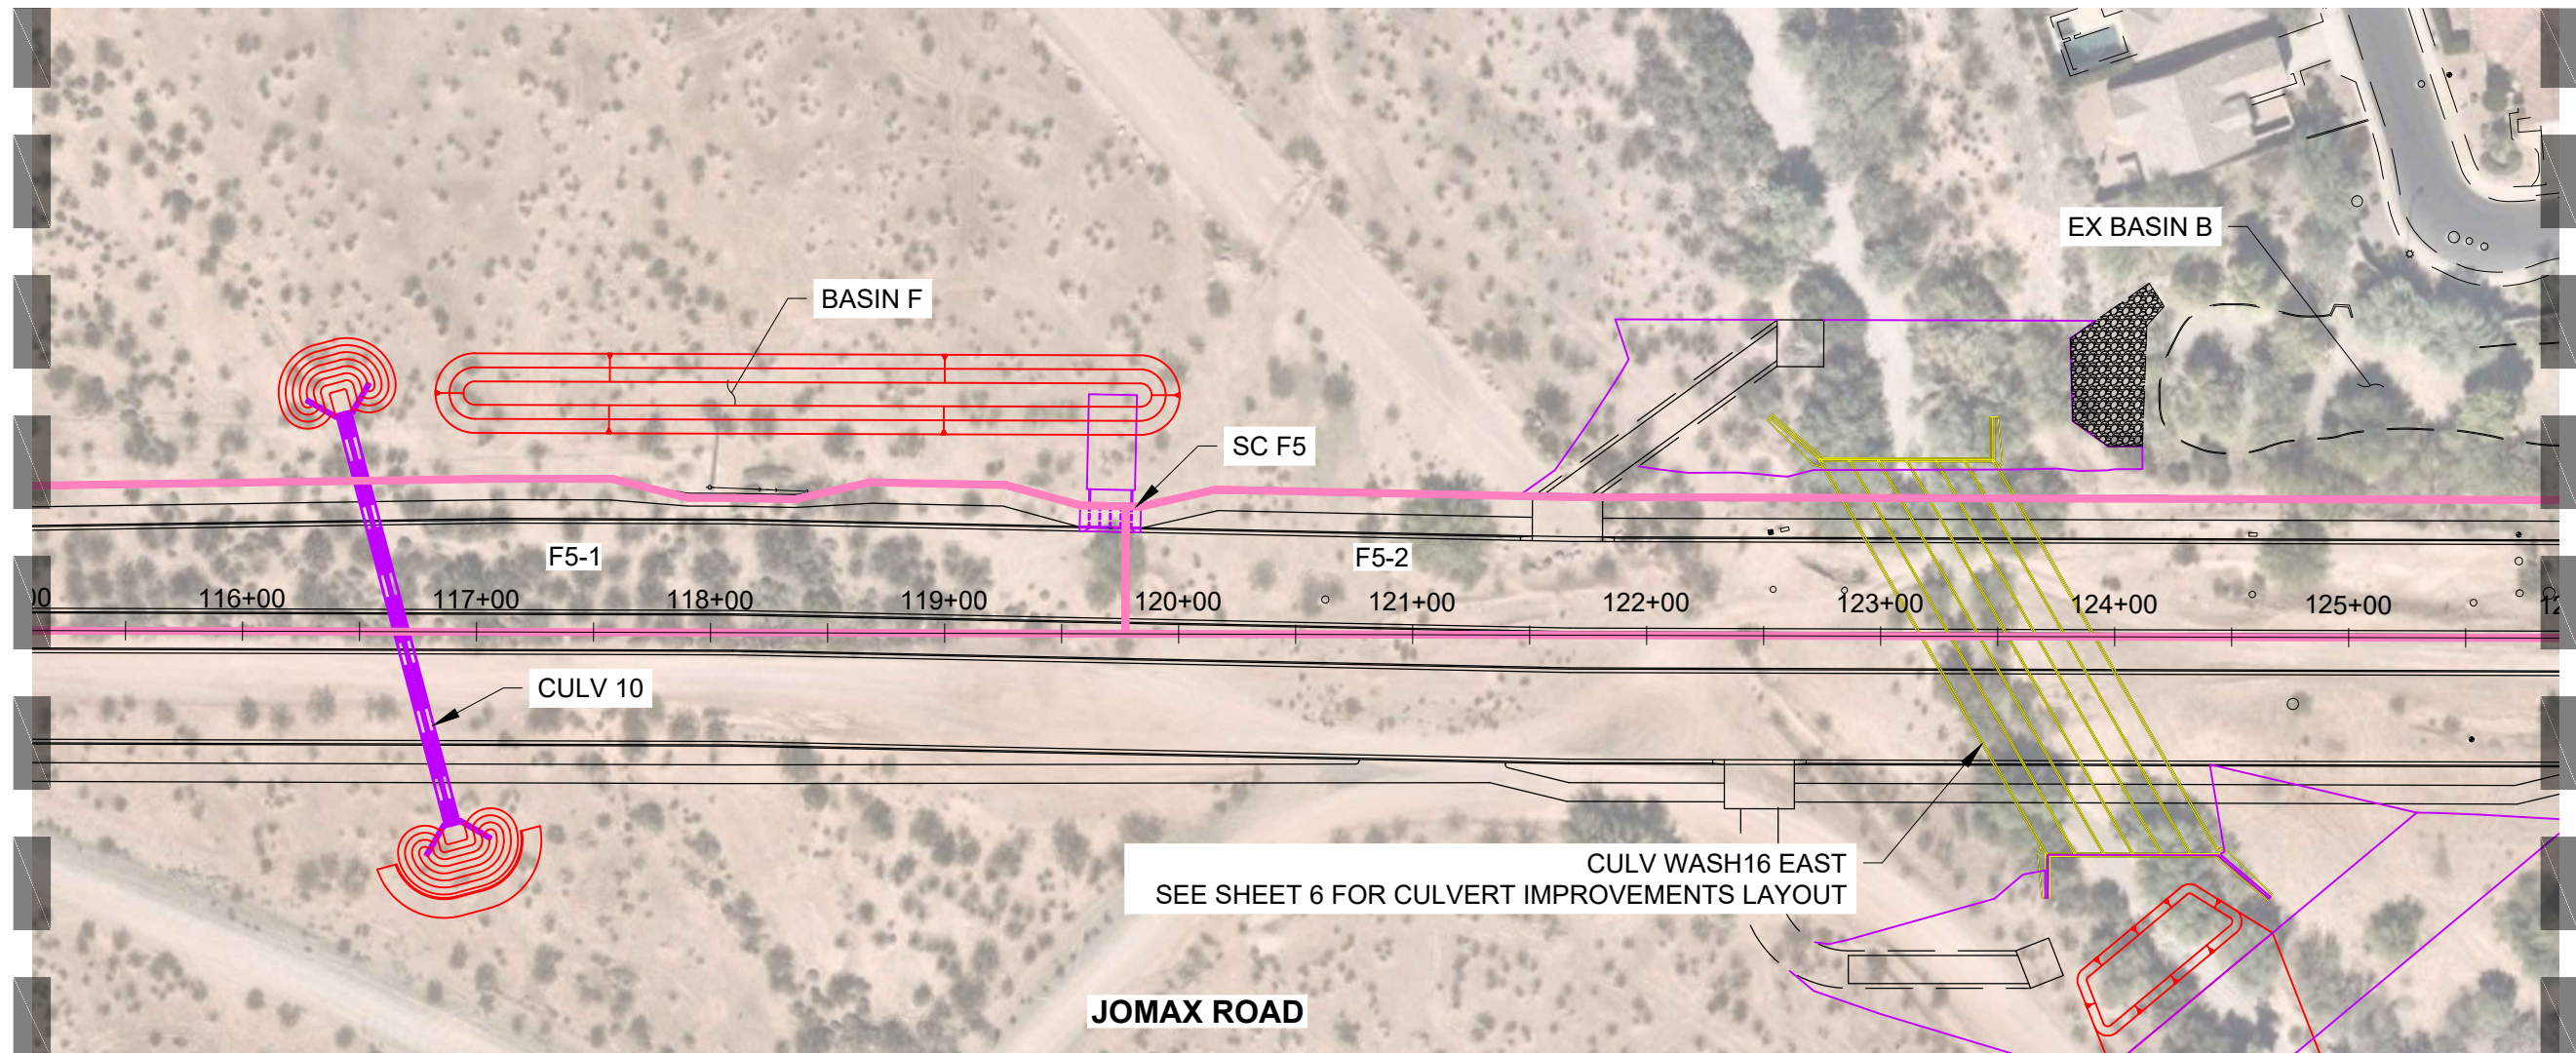 EX BASIN B
BASIN F
SC F5
F5-1
F5-2
00
116+00
117+00
118+00
119+00
120+00
121+00
122+00
123+00
124+00
125+00
12
CULV 10
CULV WASH16 EAST
SEE SHEET 6 FOR CULVERT IMPROVEMENTS LAYOUT
JOMAX ROAD